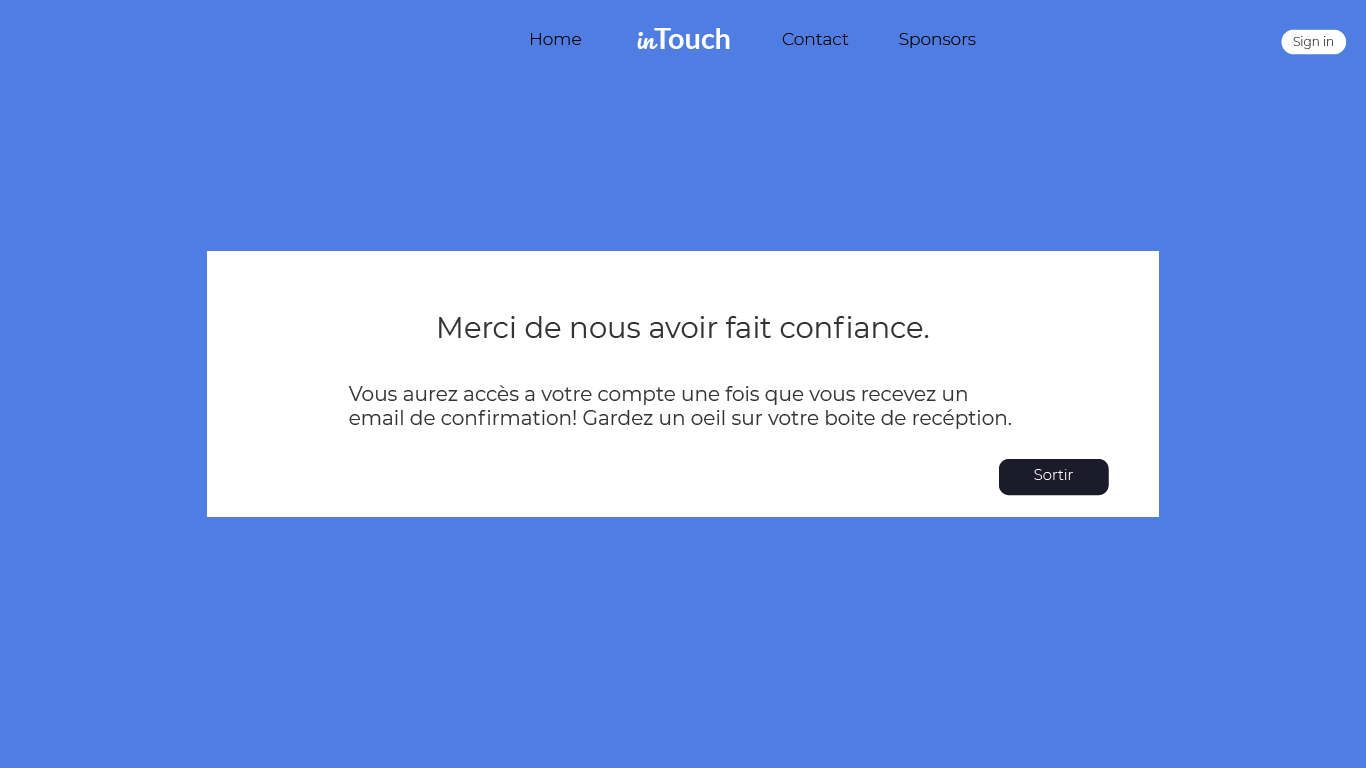 Home inTouch Contact Sponsors Sign in
Merci de nous avoir fait confiance.
Vous aurez accès a votre compte une fois que vous recevez un
email de confirmation! Gardez un oeil sur votre boite de recéption.
Sortir